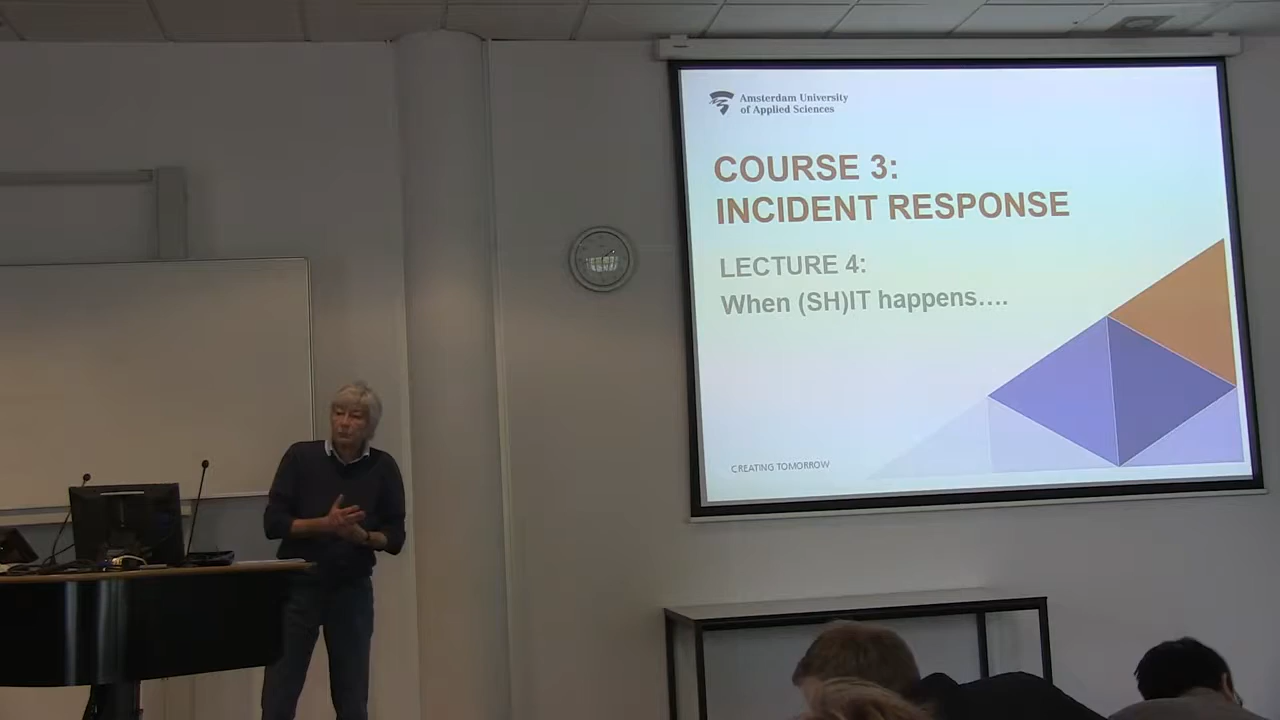 Amsterdam University
of Applied Sciences
COURSE 3:
INCIDENT RESPONSE
LECTURE 4:
When (SH)IT happens....
CREATING TOMORROW